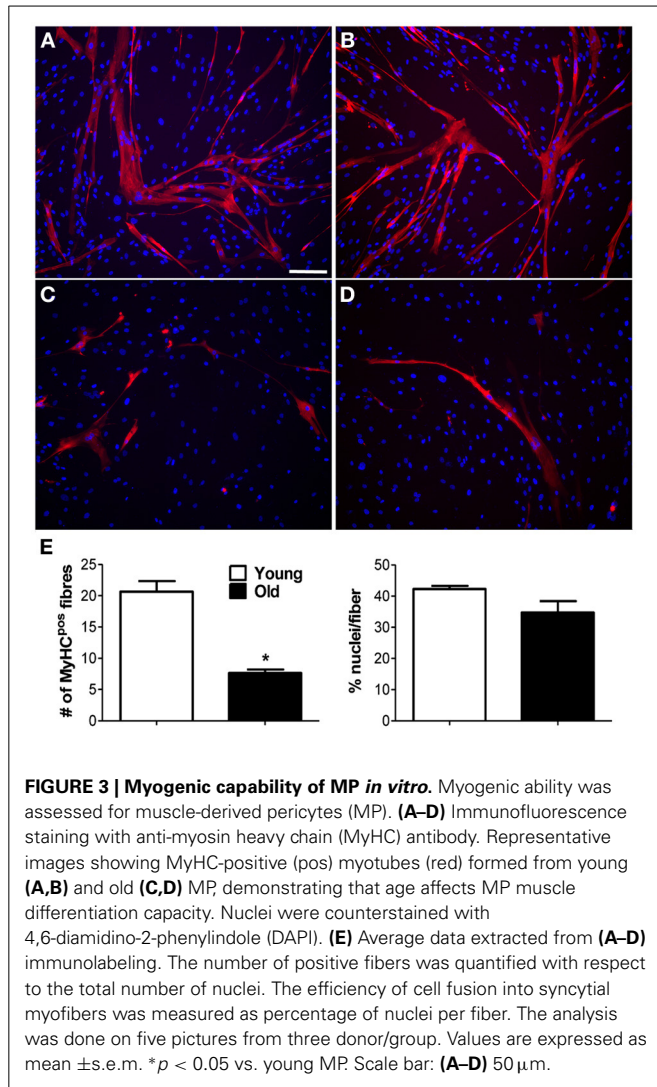 A
B
C
D
E
25
20
15
10
5
0
# of MyHCpos fibres
Young
Old
*
50
40
30
20
10
0
% nuclei/fiber
FIGURE 3 | Myogenic capability of MP in vitro. Myogenic ability was
assessed for muscle-derived pericytes (MP). (A–D) Immunofluorescence
staining with anti-myosin heavy chain (MyHC) antibody. Representative
images showing MyHC-positive (pos) myotubes (red) formed from young
(A,B) and old (C,D) MP, demonstrating that age affects MP muscle
differentiation capacity. Nuclei were counterstained with
4,6-diamidino-2-phenylindole (DAPI). (E) Average data extracted from (A–D)
immunolabeling. The number of positive fibers was quantified with respect
to the total number of nuclei. The efficiency of cell fusion into syncytial
myofibers was measured as percentage of nuclei per fiber. The analysis
was done on five pictures from three donor/group. Values are expressed as
mean ±s.e.m. *p < 0.05 vs. young MP. Scale bar: (A–D) 50 μm.